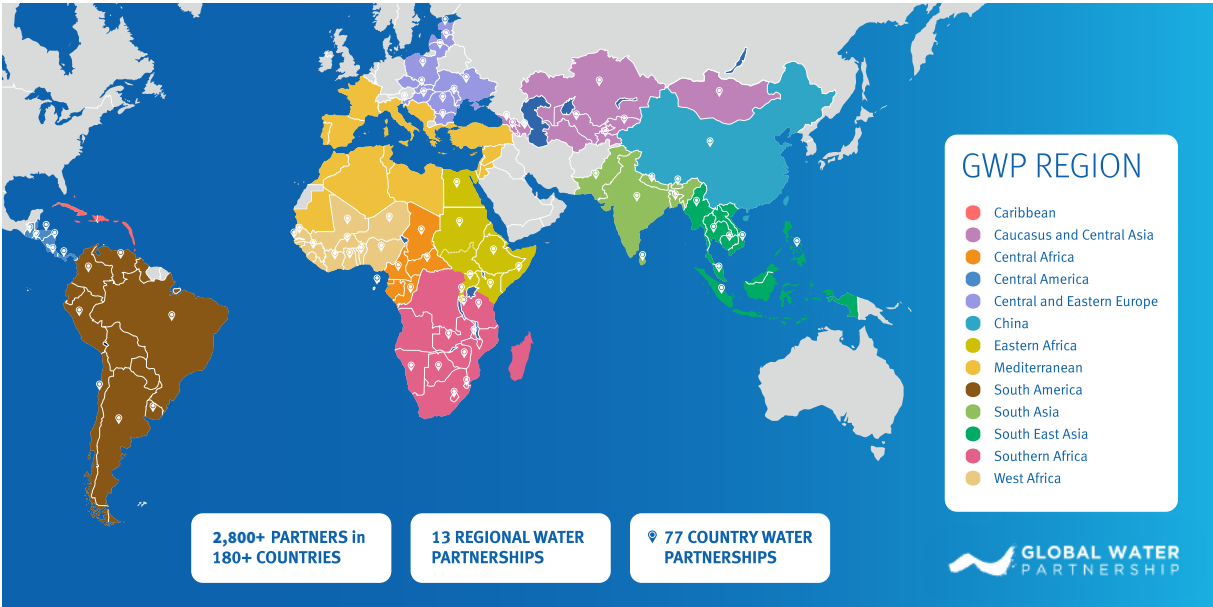 GWP REGION
Caribbean
Caucasus and Central Asia
Central Africa
Central America
Central and Eastern Europe
China
Eastern Africa
Mediterranean
South America
South Asia
South East Asia
Southern Africa
West Africa
2,800+ PARTNERS in
180+ COUNTRIES
13 REGIONAL WATER
PARTNERSHIPS
77 COUNTRY WATER
PARTNERSHIPS
GLOBAL WATER
PARTNERSHIP